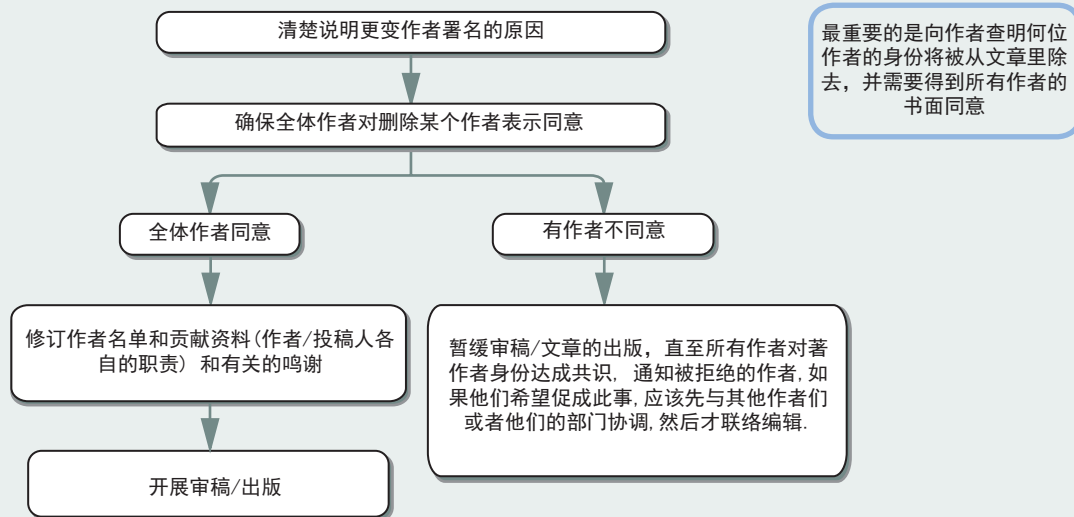 清楚说明更变作者署名的原因
最重要的是向作者查明何位
作者的身份将被从文章里除
去，并需要得到所有作者的
书面同意
确保全体作者对删除某个作者表示同意
全体作者同意
有作者不同意
修订作者名单和贡献资料(作者/投稿人各
自的职责) 和有关的鸣谢
暂缓审稿/文章的出版，直至所有作者对著
作者身份达成共识, 通知被拒绝的作者,如
果他们希望促成此事,应该先与其他作者们
或者他们的部门协调,然后才联络编辑.
开展审稿/出版